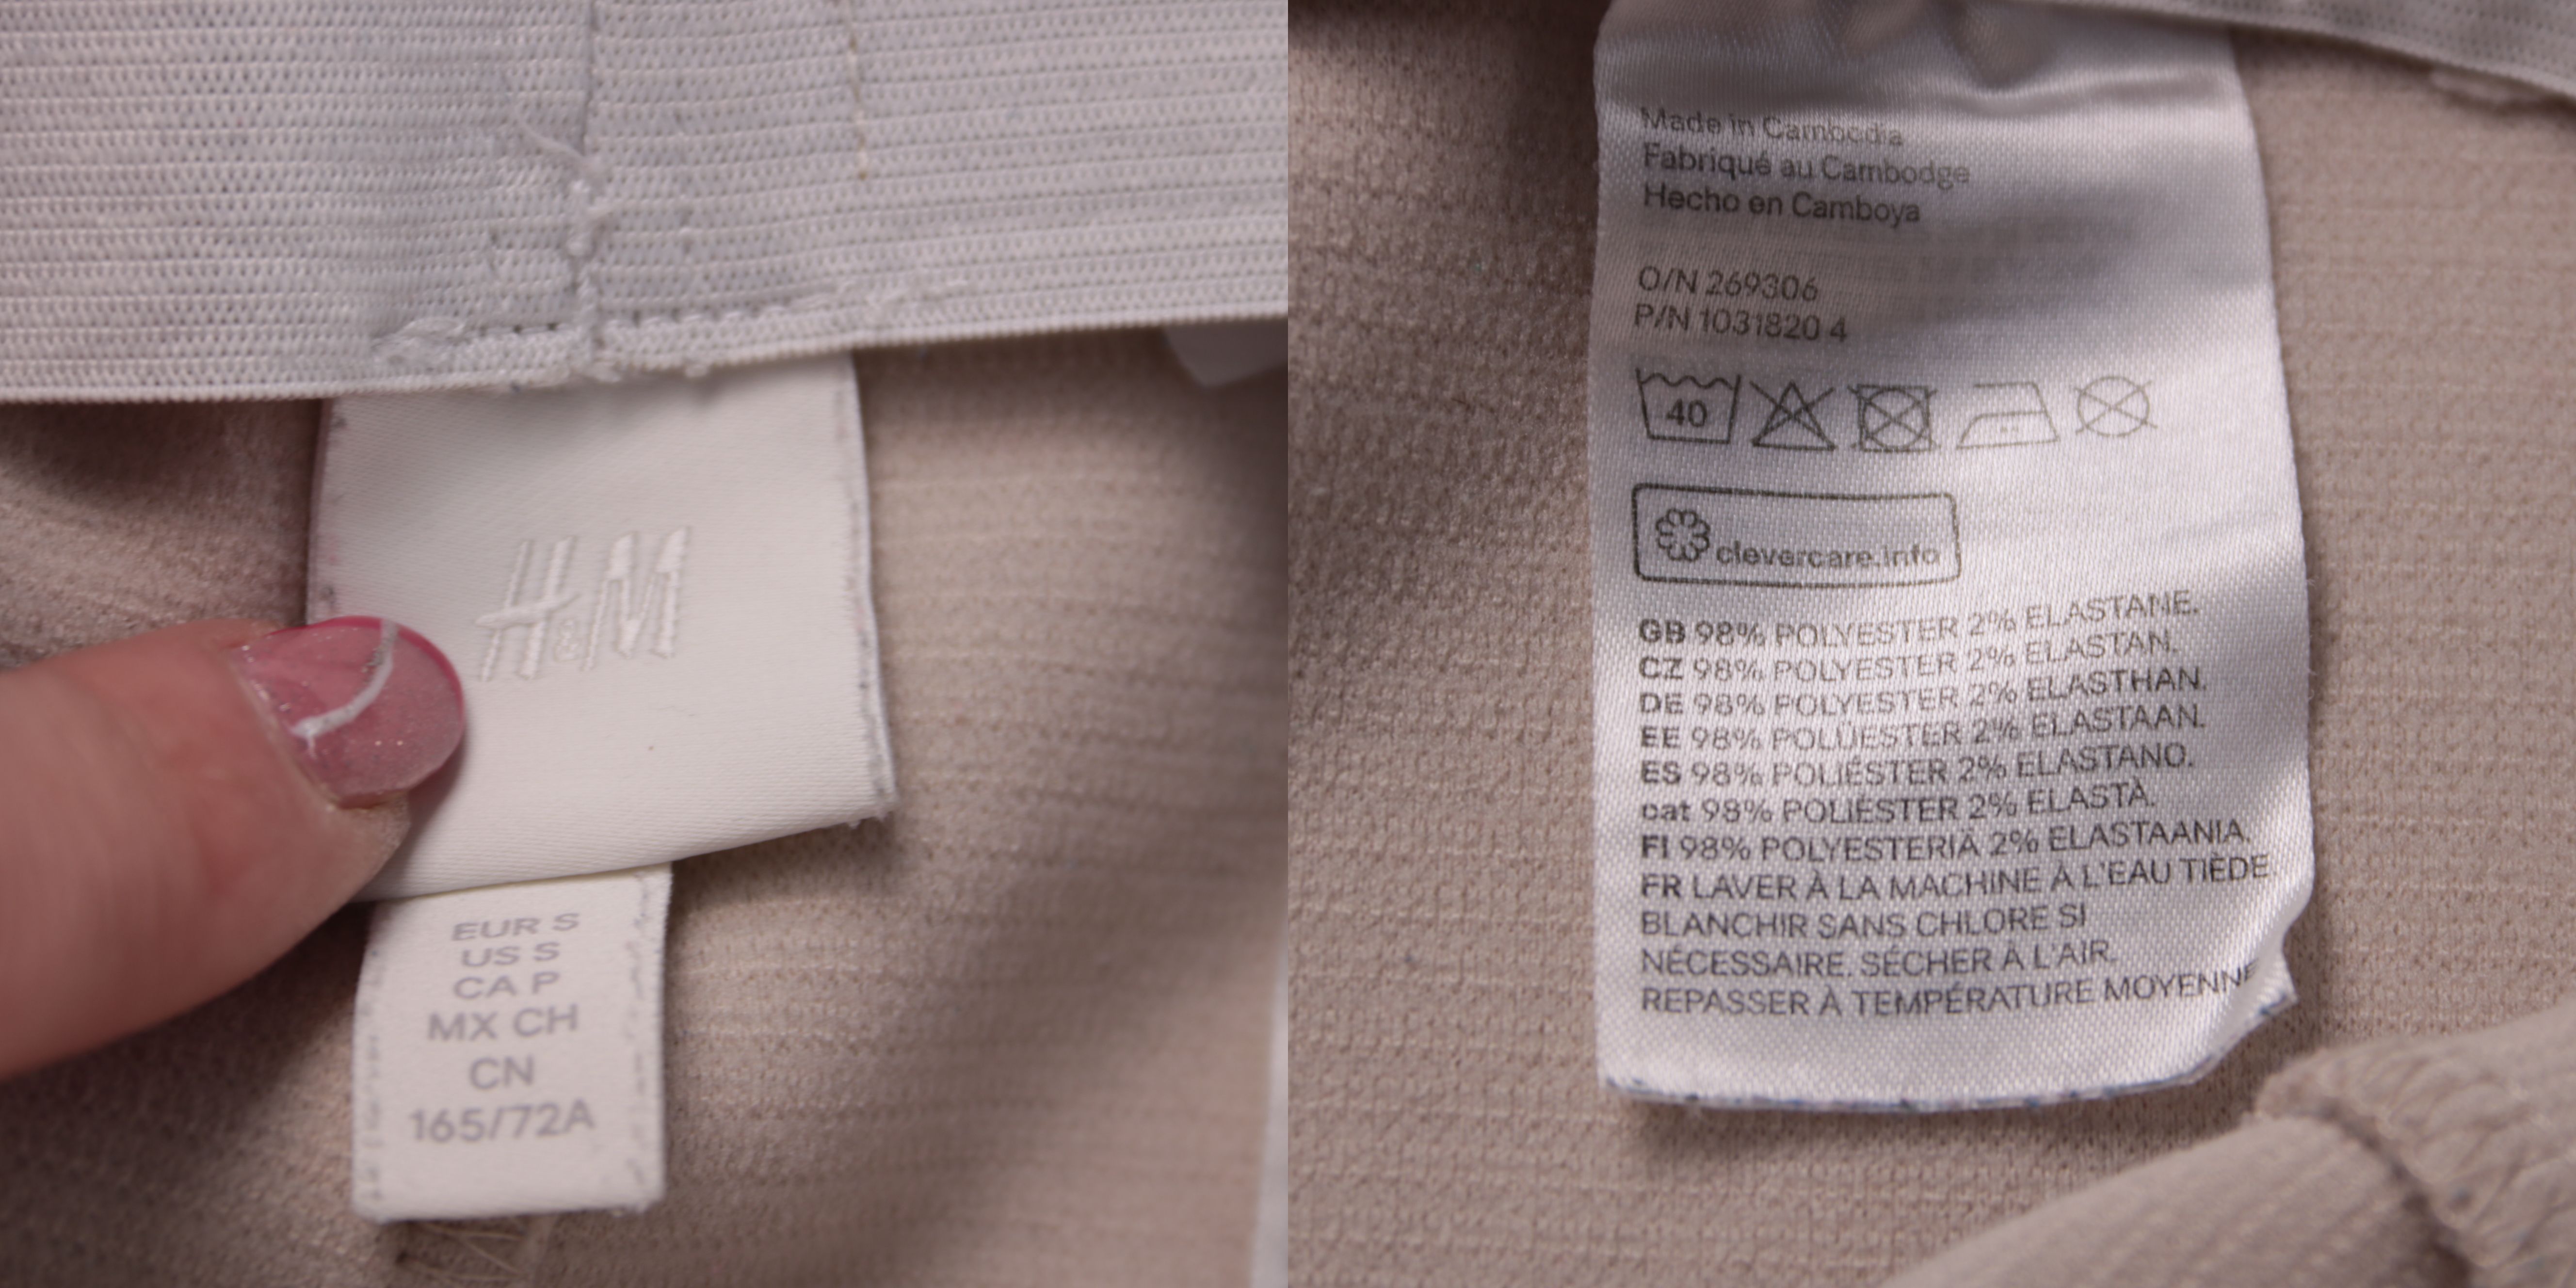 H&M
EUR S
US S
CA P
MX CH
CN
165/72A
Made in Cambodia
Fabriqué au Cambodge
Hecho en Camboya
O/N 269306
P/N 1031820 4
40
clevercare.info
GB 98% POLYESTER 2% ELASTANE.
CZ 98% POLYESTER 2% ELASTAN.
DE 98% POLYESTER 2% ELASTHAN.
EE 98% POLÜESTER 2% ELASTAAN.
ES 98% POLIÉSTER 2% ELASTANO.
cat 98% POLIÈSTER 2% ELASTÀ.
FI 98% POLYESTERIÄ 2% ELASTAANIA.
FR LAVER À LA MACHINE À L'EAU TIÈDE
BLANCHIR SANS CHLORE SI
NÉCESSAIRE. SÉCHER À L'AIR.
REPASSER À TEMPÉRATURE MOYENNE